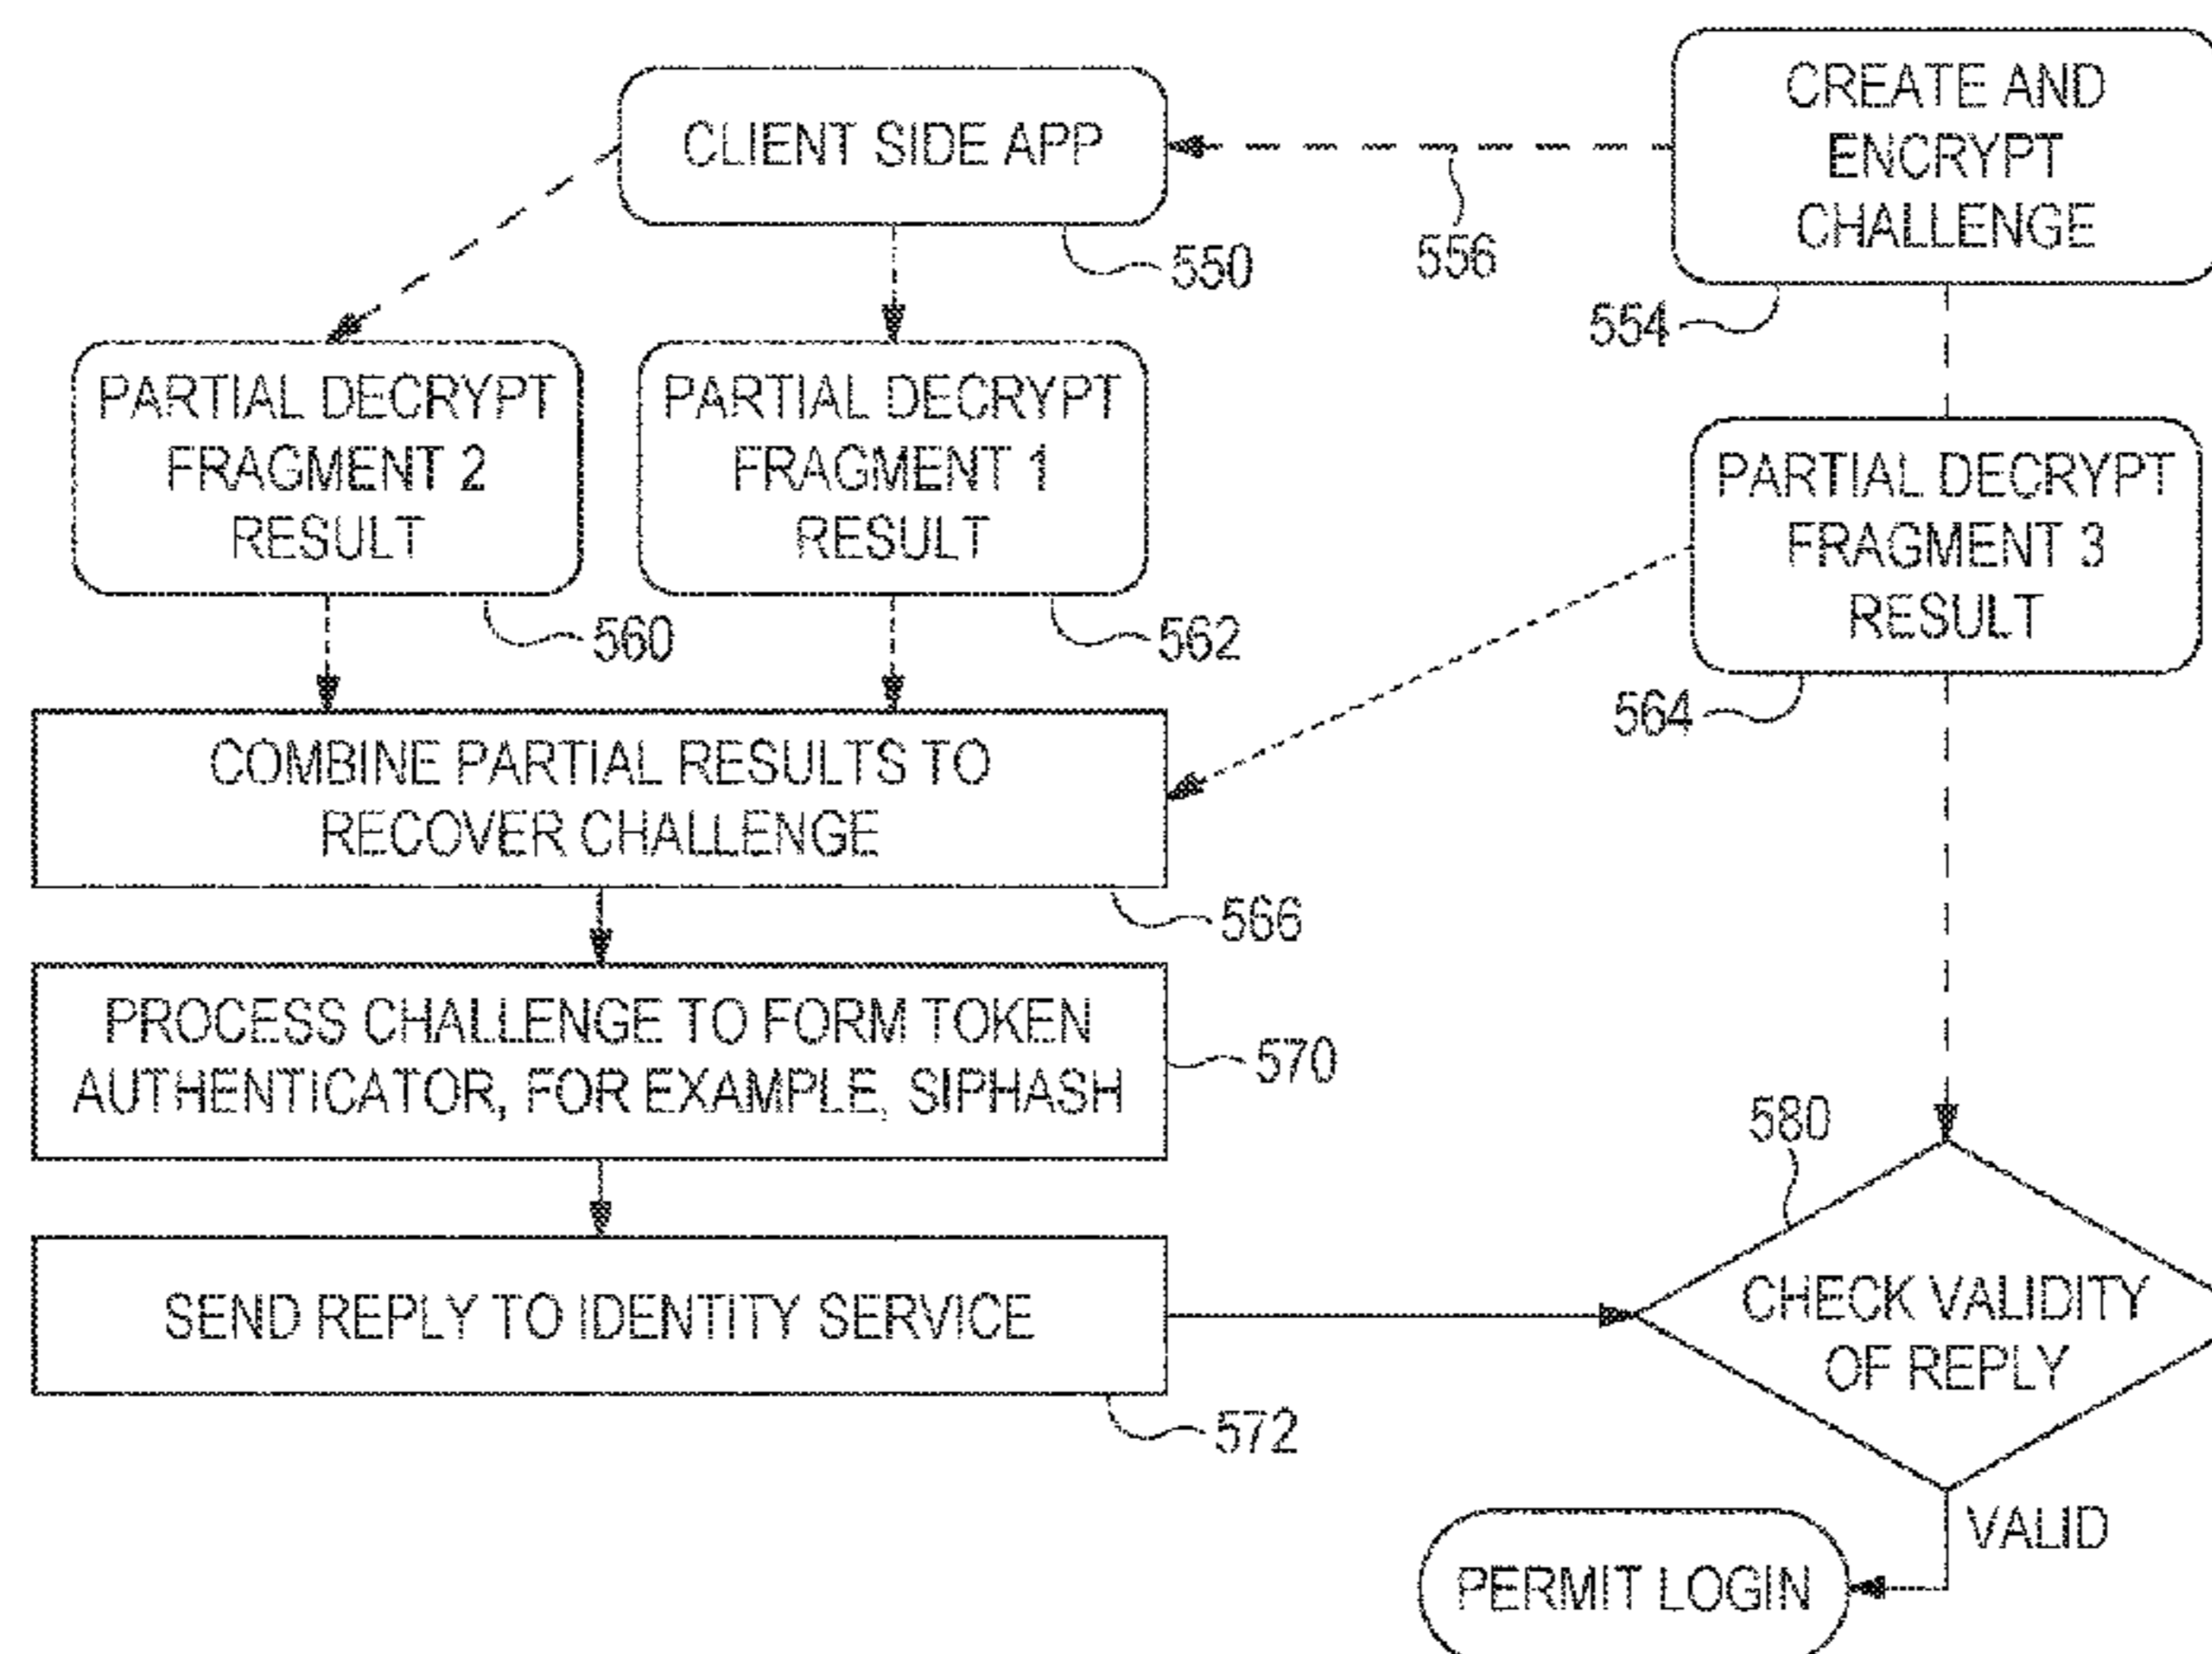 CLIENT SIDE APP
550
556
CREATE AND
ENCRYPT
CHALLENGE
554
PARTIAL DECRYPT
FRAGMENT 2
RESULT
560
PARTIAL DECRYPT
FRAGMENT 1
RESULT
562
PARTIAL DECRYPT
FRAGMENT 3
RESULT
564
COMBINE PARTIAL RESULTS TO
RECOVER CHALLENGE
566
PROCESS CHALLENGE TO FORM TOKEN
AUTHENTICATOR, FOR EXAMPLE, SIPHASH
570
SEND REPLY TO IDENTITY SERVICE
572
580
CHECK VALIDITY
OF REPLY
VALID
PERMIT LOGIN